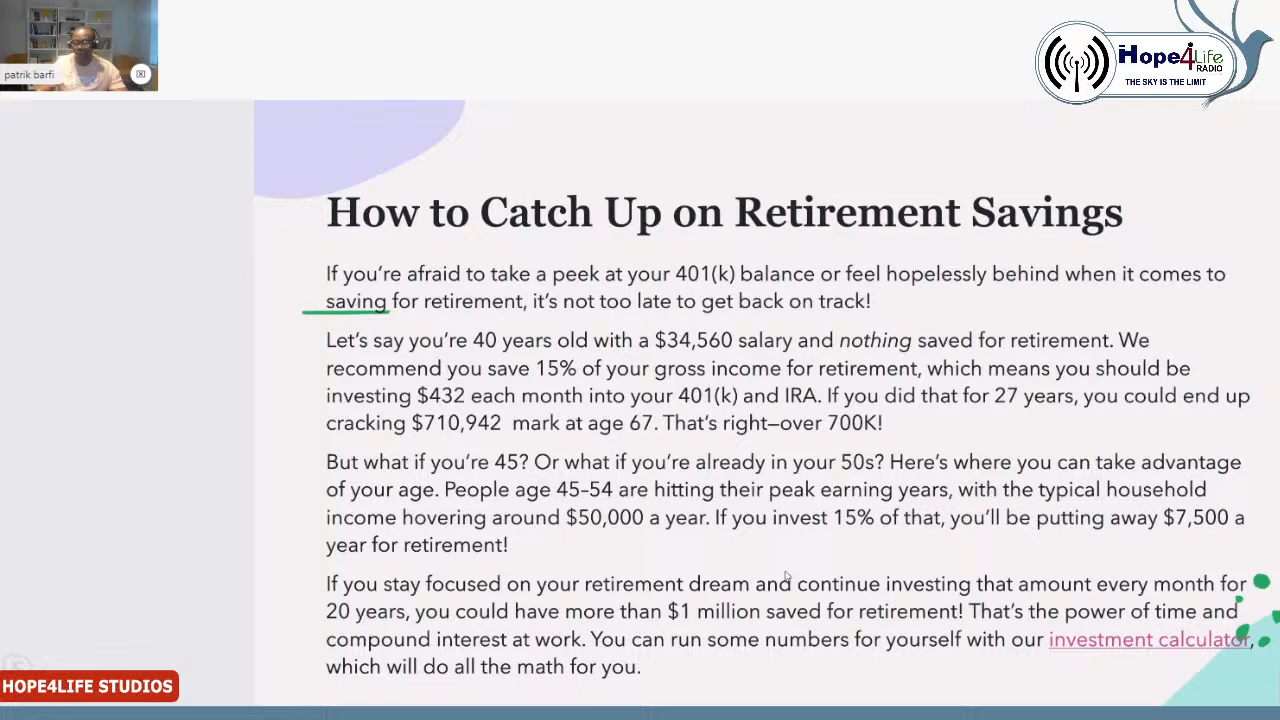 patrik barfi
Hope4Life
RADIO
THE SKY IS THE LIMIT
How to Catch Up on Retirement Savings
If you're afraid to take a peek at your 401(k) balance or feel hopelessly behind when it comes to
saving for retirement, it's not too late to get back on track!
Let's say you're 40 years old with a $34,560 salary and nothing saved for retirement. We
recommend you save 15% of your gross income for retirement, which means you should be
investing $432 each month into your 401(k) and IRA. If you did that for 27 years, you could end up
cracking $710,942 mark at age 67. That's right—over 700K!
But what if you're 45? Or what if you're already in your 50s? Here's where you can take advantage
of your age. People age 45–54 are hitting their peak earning years, with the typical household
income hovering around $50,000 a year. If you invest 15% of that, you'll be putting away $7,500 a
year for retirement!
If you stay focused on your retirement dream and continue investing that amount every month for
20 years, you could have more than $1 million saved for retirement! That's the power of time and
compound interest at work. You can run some numbers for yourself with our investment calculator,
which will do all the math for you.
HOPE4LIFE STUDIOS